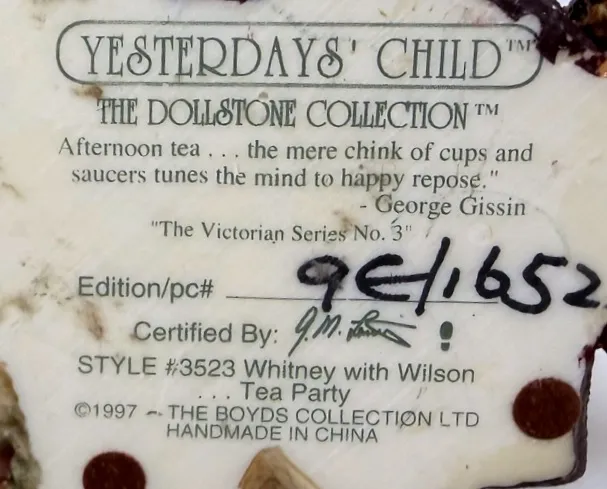 YESTERDAYS' CHILD™
THE DOLLSTONE COLLECTION™
Afternoon tea . . . the mere chink of cups and
saucers tunes the mind to happy repose."
- George Gissin
"The Victorian Series No. 3"
Edition/pc# 9E/1652
Certified By: G.M. !
STYLE #3523 Whitney with Wilson
. . . Tea Party
©1997 - THE BOYDS COLLECTION LTD
HANDMADE IN CHINA